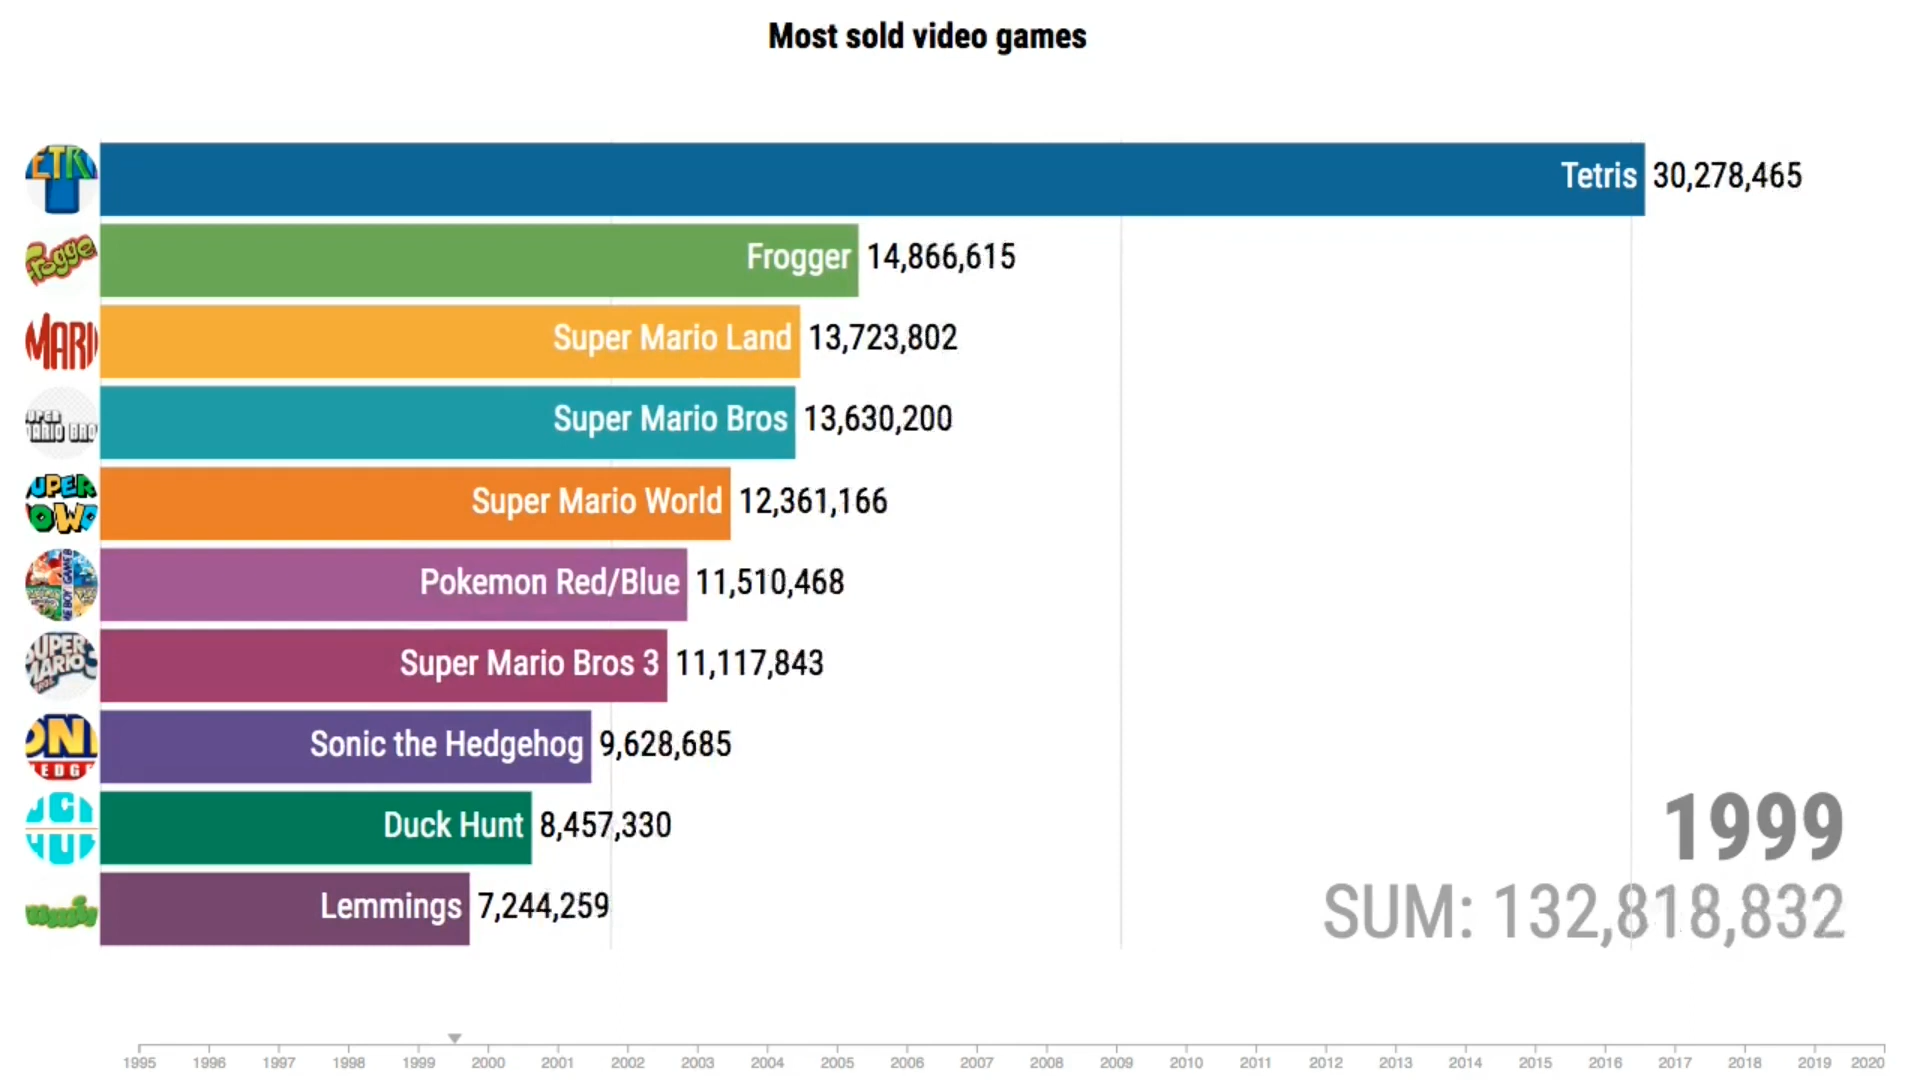 Most sold video games
Tetris 30,278,465
Frogger 14,866,615
Super Mario Land 13,723,802
Super Mario Bros 13,630,200
Super Mario World 12,361,166
Pokemon Red/Blue 11,510,468
Super Mario Bros 3 11,117,843
Sonic the Hedgehog 9,628,685
Duck Hunt 8,457,330
Lemmings 7,244,259
1999
SUM: 132,818,832
1995 1996 1997 1998 1999 2000 2001 2002 2003 2004 2005 2006 2007 2008 2009 2010 2011 2012 2013 2014 2015 2016 2017 2018 2019 2020